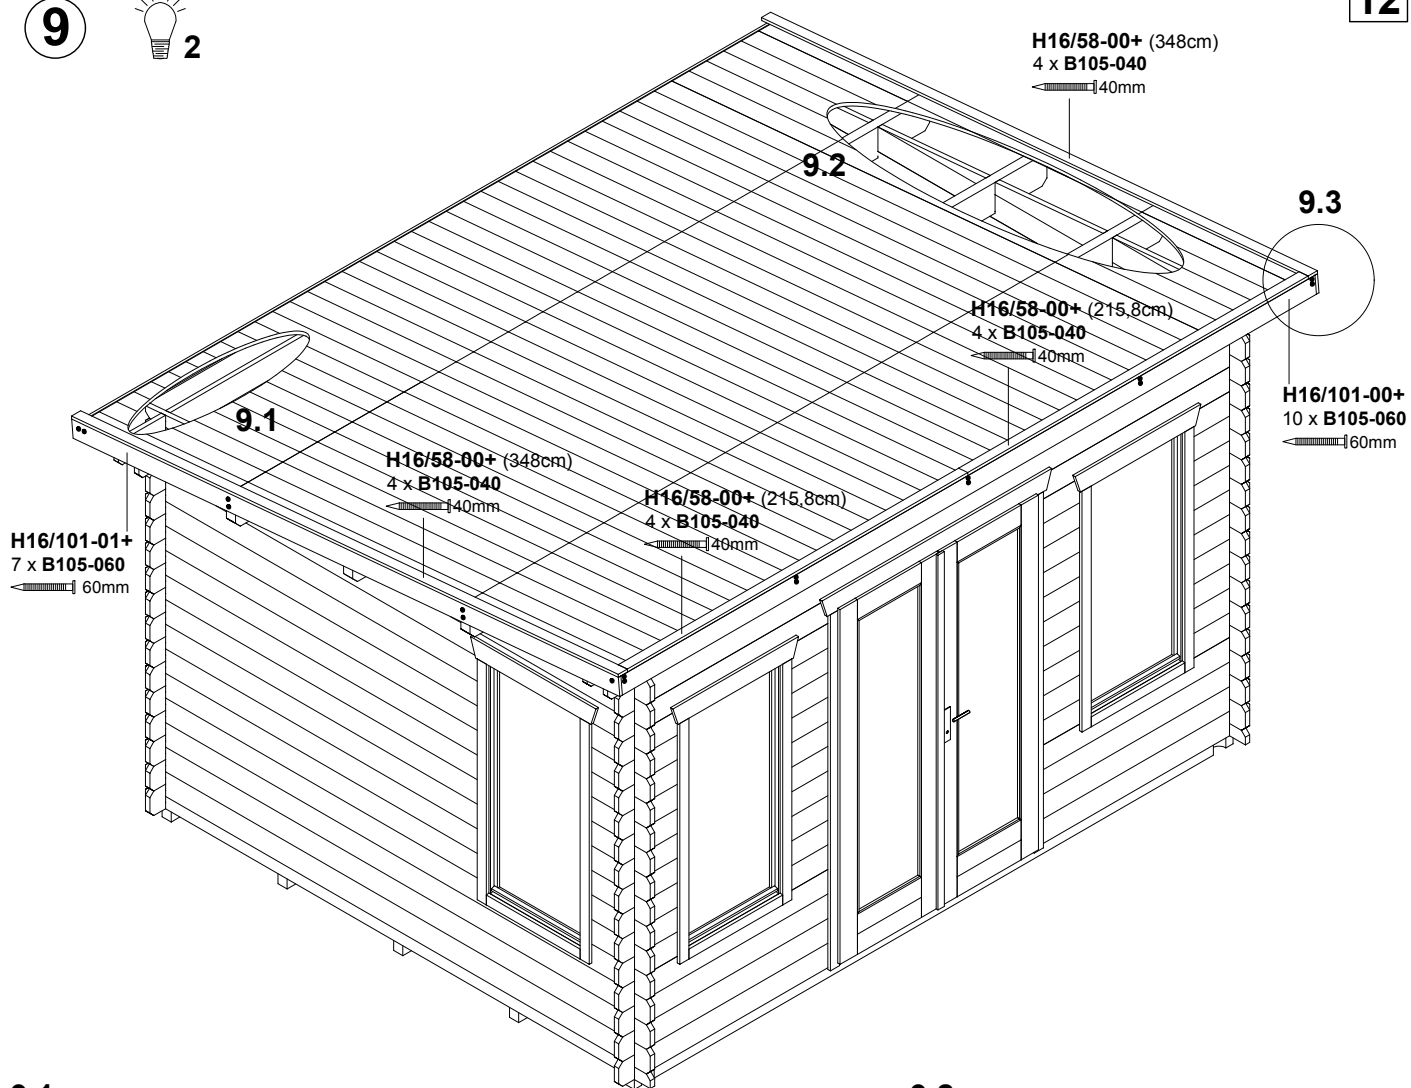 9
2
12
H16/58-00+ (348cm)
4 x B105-040
40mm
9.2
9.3
H16/58-00+ (215,8cm)
4 x B105-040
40mm
H16/101-00+
10 x B105-060
60mm
9.1
H16/58-00+ (348cm)
4 x B105-040
40mm
H16/58-00+ (215,8cm)
4 x B105-040
40mm
H16/101-01+
7 x B105-060
60mm